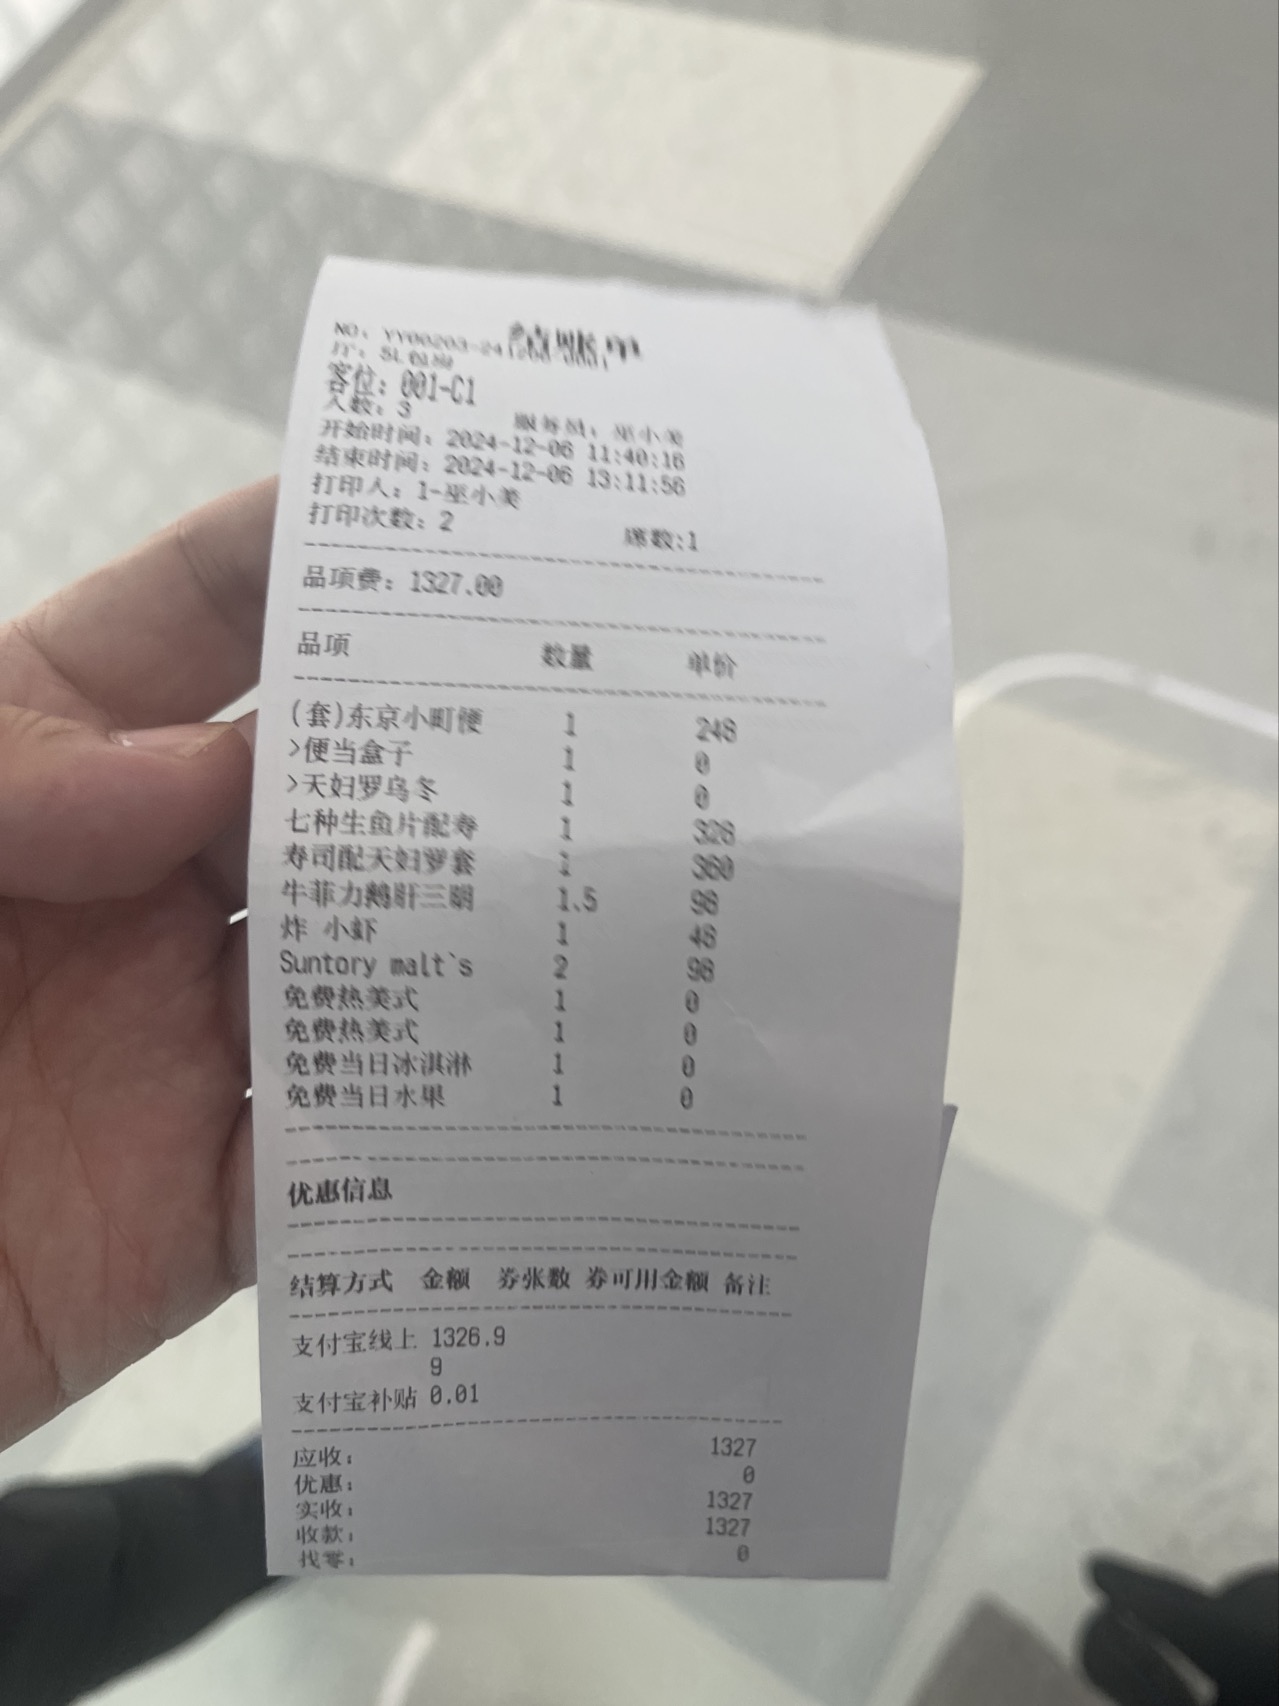 结账单
NO: YY00203-241206-0001
厅: SL包厢
客位: 001-C1
人数: 3 服务员: 巫小美
开始时间: 2024-12-06 11:40:16
结束时间: 2024-12-06 13:11:56
打印人: 1-巫小美
打印次数: 2 席数:1
品项费: 1327.00
品项 数量 单价
(套)东京小町便 1 248
>便当盒子 1 0
>天妇罗乌冬 1 0
七种生鱼片配寿 1 328
寿司配天妇罗套 1 360
牛菲力鹅肝三明 1.5 98
炸 小虾 1 48
Suntory malt`s 2 98
免费热美式 1 0
免费热美式 1 0
免费当日冰淇淋 1 0
免费当日水果 1 0
优惠信息
结算方式 金额 券张数 券可用金额 备注
支付宝线上 1326.9
9
支付宝补贴 0.01
应收: 1327
优惠: 0
实收: 1327
收款: 1327
找零: 0